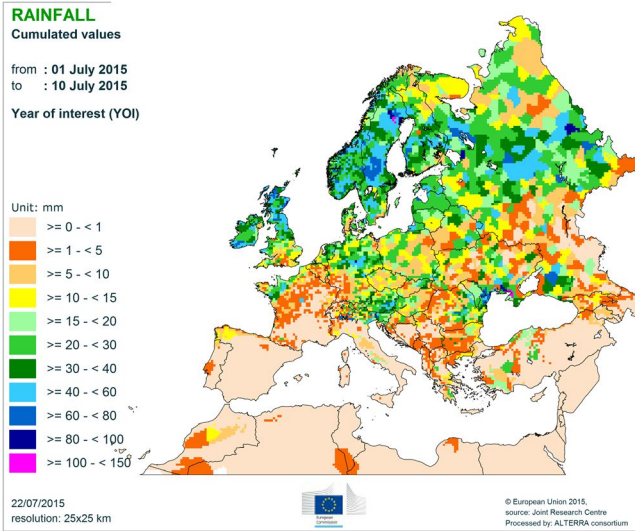 RAINFALL
Cumulated values
from : 01 July 2015
to : 10 July 2015
Year of interest (YOI)
Unit: mm
>= 0 - < 1
>= 1 - < 5
>= 5 - < 10
>= 10 - < 15
>= 15 - < 20
>= 20 - < 30
>= 30 - < 40
>= 40 - < 60
>= 60 - < 80
>= 80 - < 100
>= 100 - < 150
22/07/2015
resolution: 25x25 km
European
Commission
© European Union 2015,
source: Joint Research Centre
Processed by: ALTERRA consortium